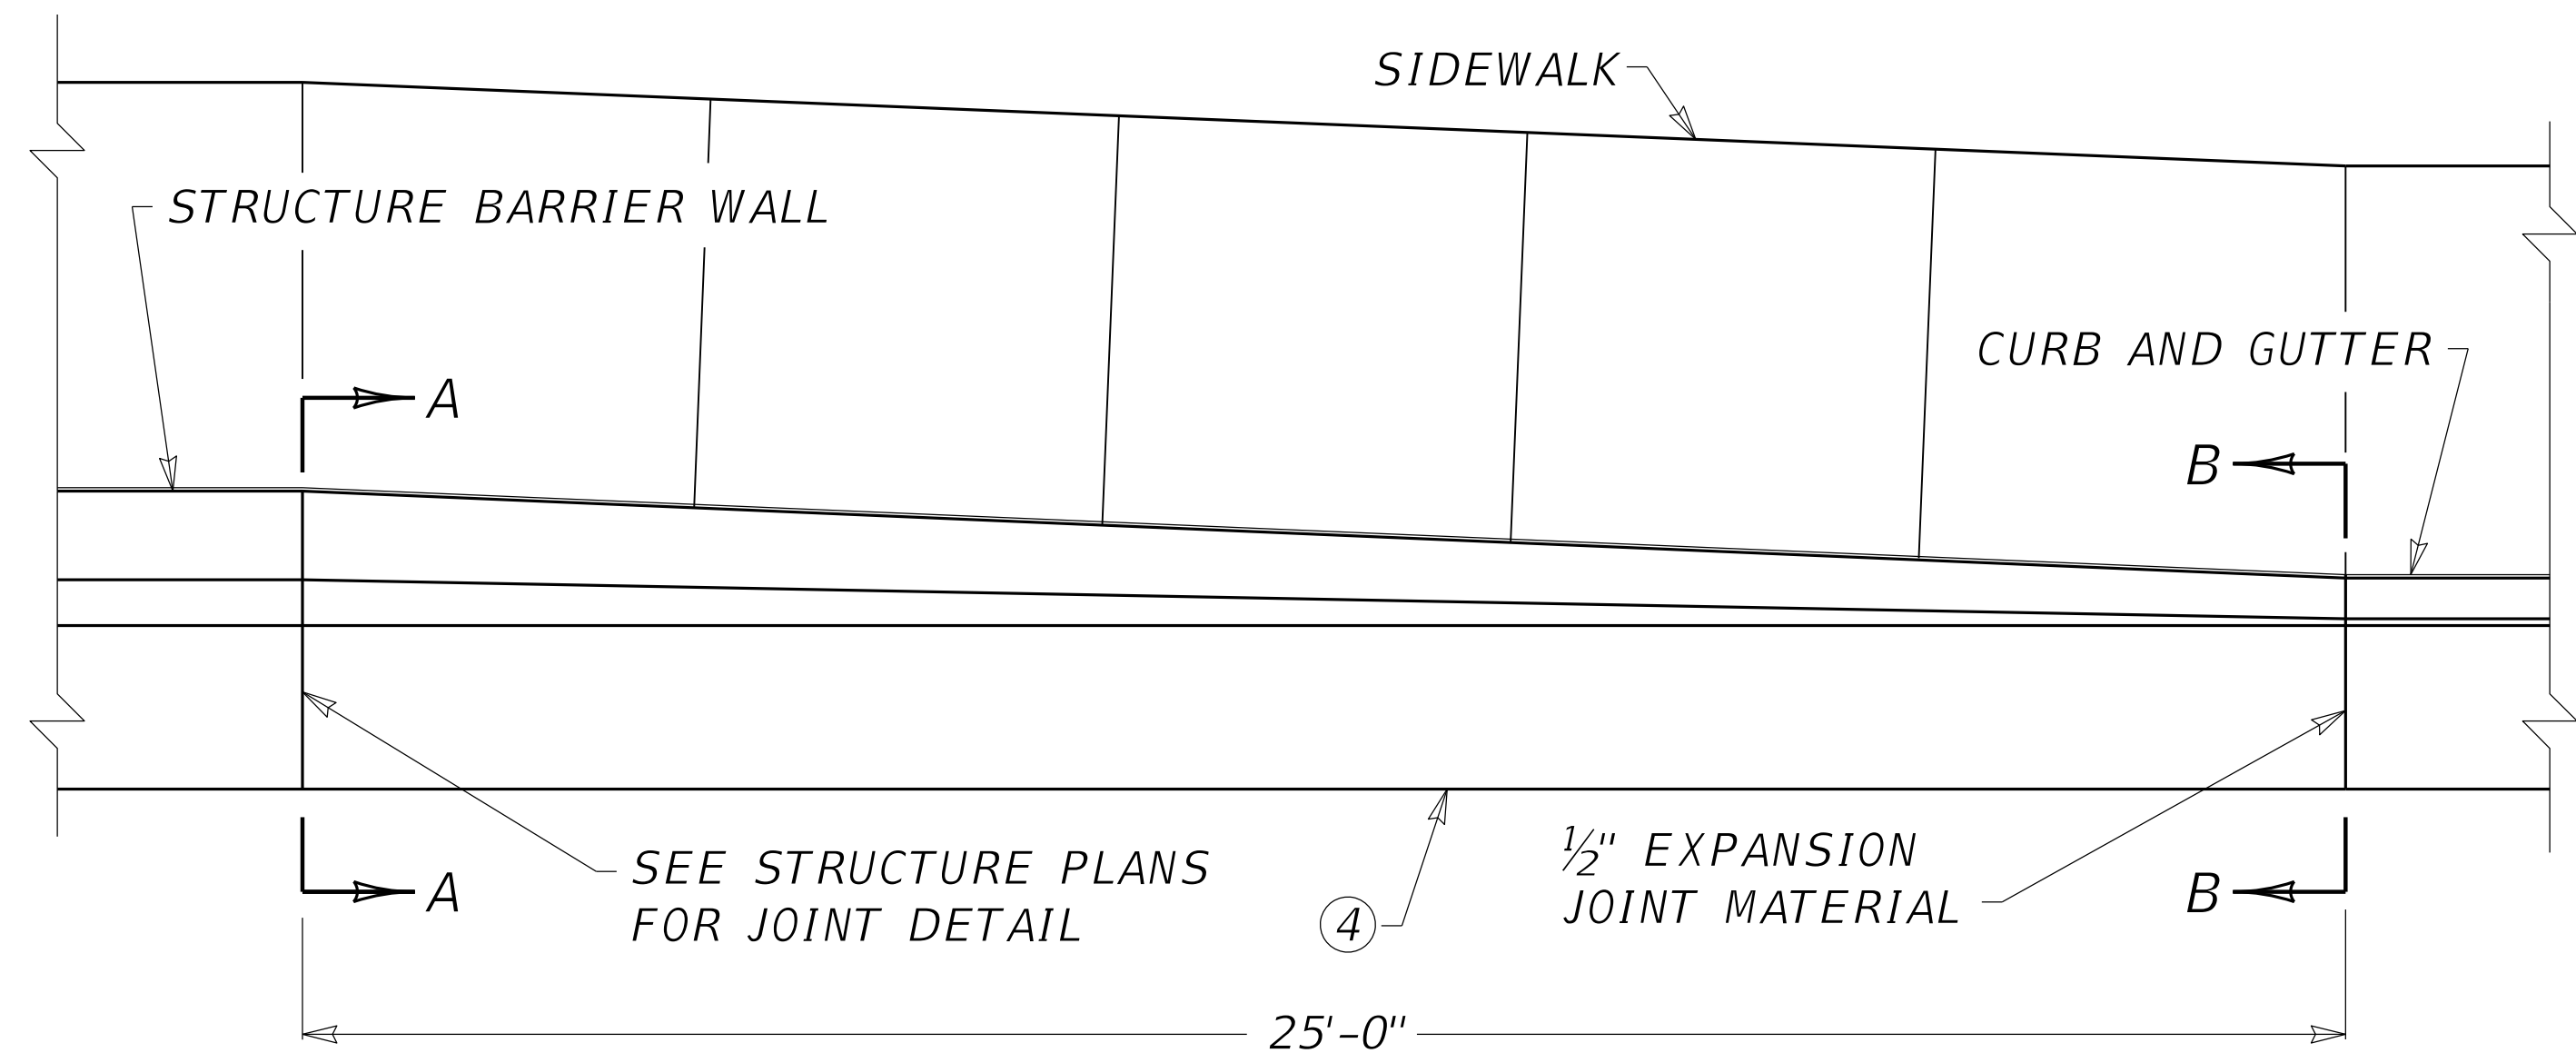 SIDEWALK
STRUCTURE BARRIER WALL
CURB AND GUTTER
A
B
SEE STRUCTURE PLANS
FOR JOINT DETAIL
½" EXPANSION
JOINT MATERIAL
A
4
B
25'-0"